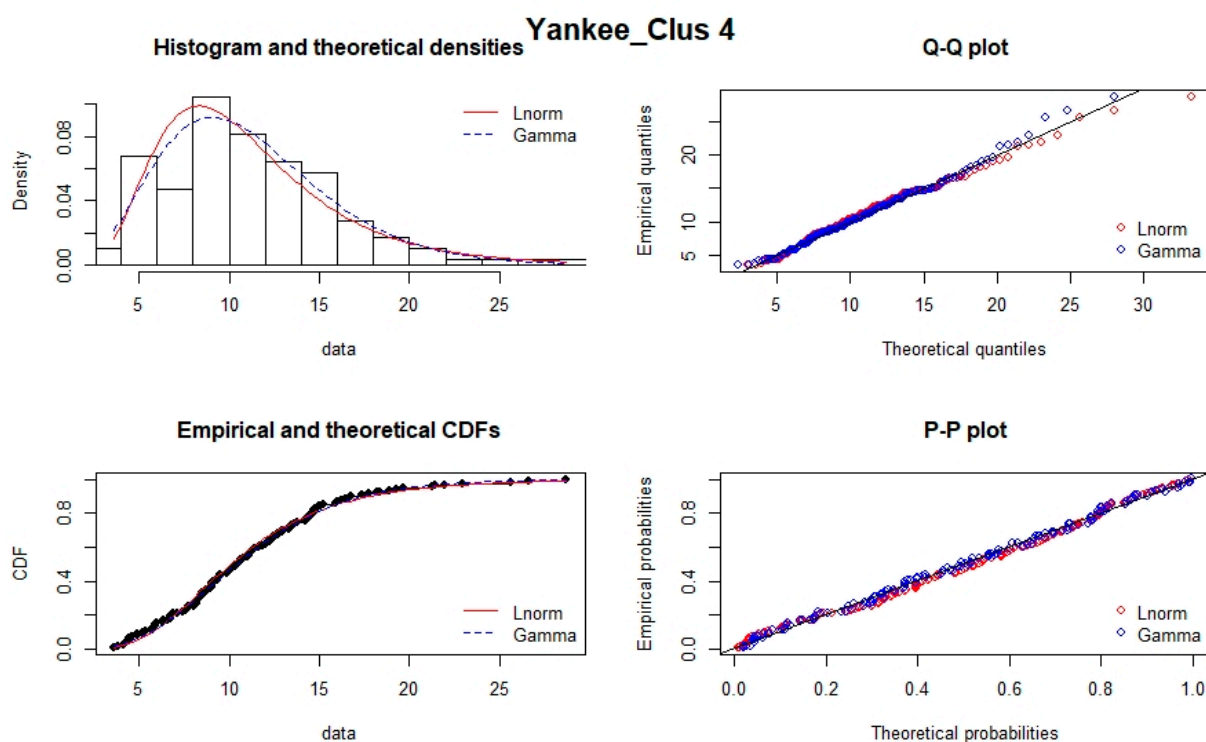 Yankee_Clus 4
Histogram and theoretical densities
Density
0.00
0.04
0.08
Lnorm
Gamma
5
10
15
20
25
data
Q-Q plot
Empirical quantiles
5
10
20
Lnorm
Gamma
5
10
15
20
25
30
Theoretical quantiles
Empirical and theoretical CDFs
CDF
0.0
0.4
0.8
Lnorm
Gamma
5
10
15
20
25
data
P-P plot
Empirical probabilities
0.0
0.4
0.8
Lnorm
Gamma
0.0
0.2
0.4
0.6
0.8
1.0
Theoretical probabilities